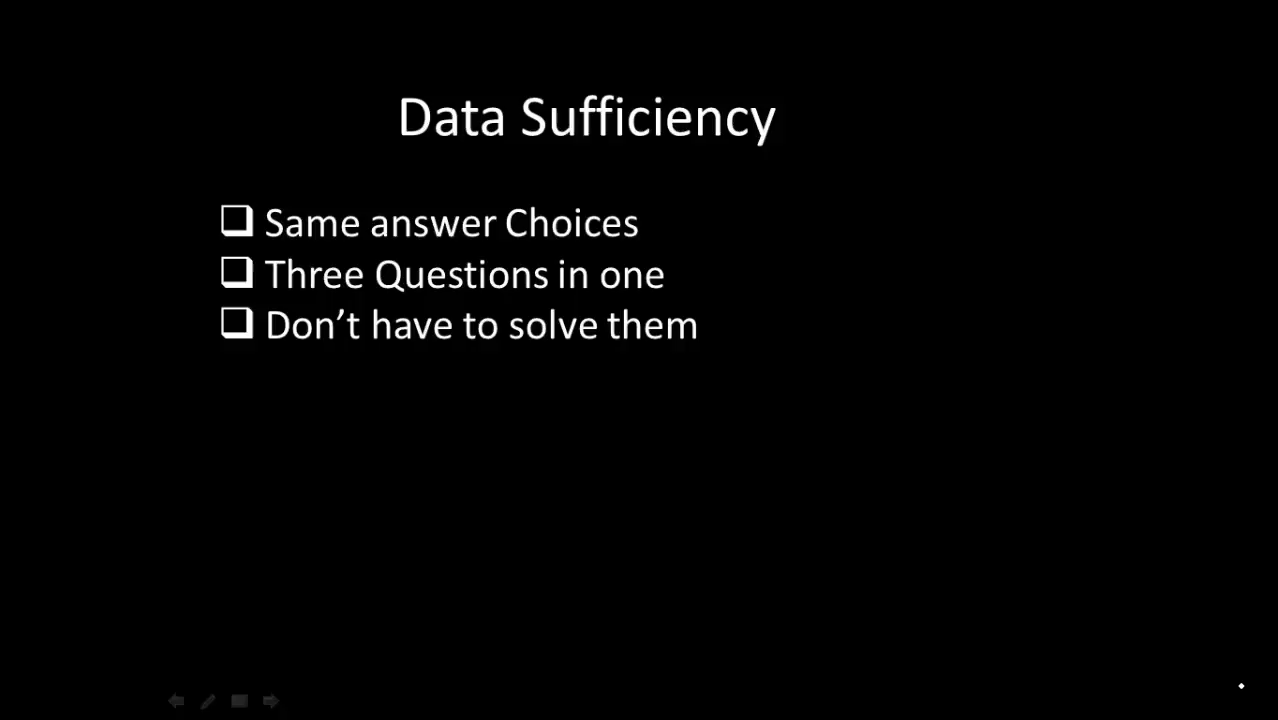 Data Sufficiency
❑ Same answer Choices
❑ Three Questions in one
❑ Don’t have to solve them